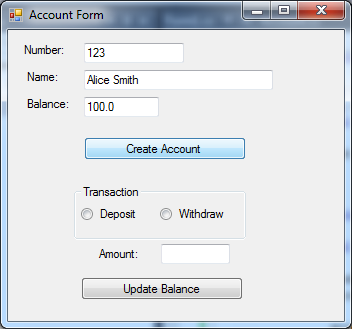 Account Form
Number: 123
Name: Alice Smith
Balance: 100.0
Create Account
Transaction
Deposit Withdraw
Amount:
Update Balance